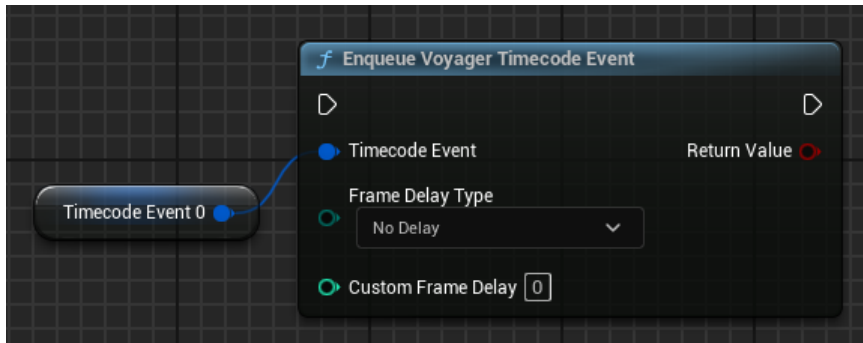 f Enqueue Voyager Timecode Event
Timecode Event
Return Value
Timecode Event 0
Frame Delay Type
No Delay
Custom Frame Delay 0